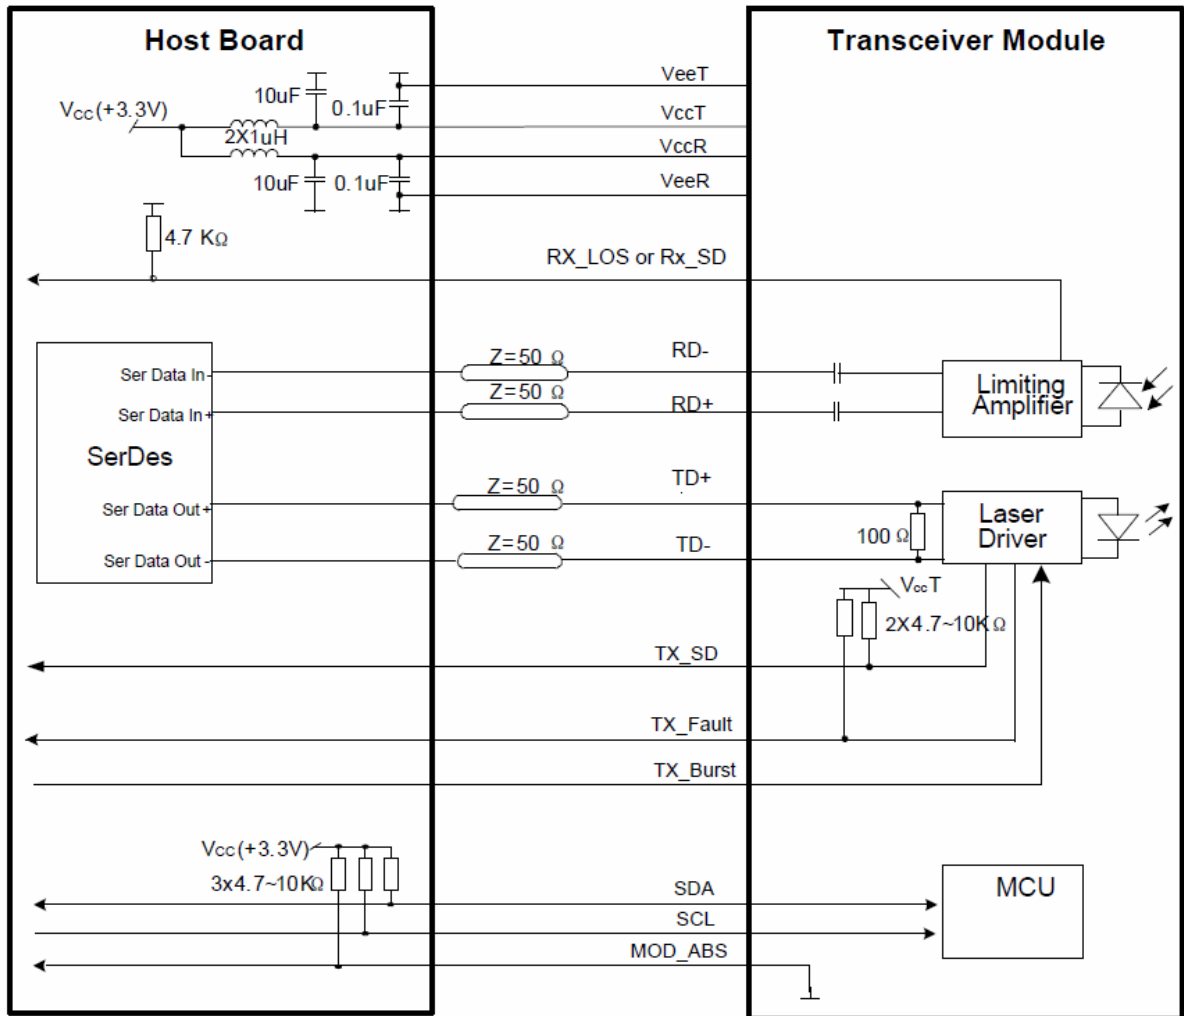 Host Board
Transceiver Module
VeeT
10uF
0.1uF
Vcc(+3.3V)
VccT
2X1uH
VccR
10uF
0.1uF
VeeR
4.7 KΩ
RX_LOS or Rx_SD
Z=50 Ω
RD-
Ser Data In-
Z=50 Ω
RD+
Ser Data In+
Limiting
Amplifier
SerDes
Z=50 Ω
TD+
Ser Data Out+
Laser
Driver
100 Ω
Z=50 Ω
TD-
Ser Data Out-
VccT
2X4.7~10KΩ
TX_SD
TX_Fault
TX_Burst
Vcc(+3.3V)
3x4.7~10KΩ
SDA
MCU
SCL
MOD_ABS